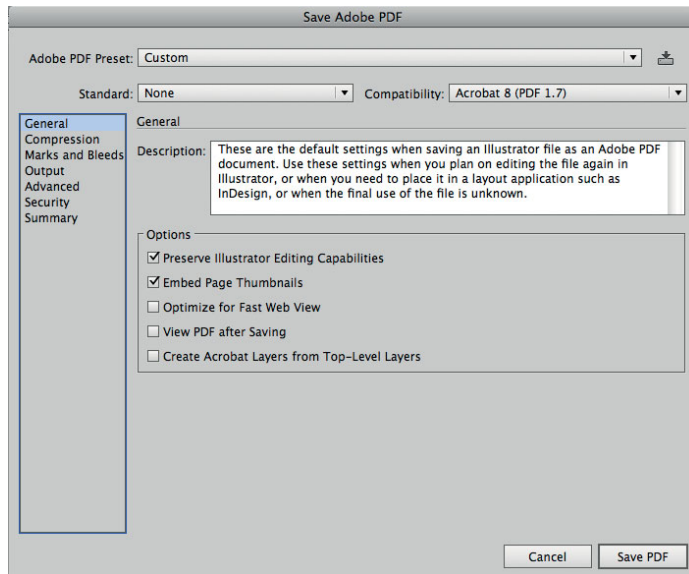 Save Adobe PDF
Adobe PDF Preset: Custom
Standard: None Compatibility: Acrobat 8 (PDF 1.7)
General
Compression
Marks and Bleeds
Output
Advanced
Security
Summary
General
Description: These are the default settings when saving an Illustrator file as an Adobe PDF
document. Use these settings when you plan on editing the file again in
Illustrator, or when you need to place it in a layout application such as
InDesign, or when the final use of the file is unknown.
Options
Preserve Illustrator Editing Capabilities
Embed Page Thumbnails
Optimize for Fast Web View
View PDF after Saving
Create Acrobat Layers from Top-Level Layers
Cancel Save PDF